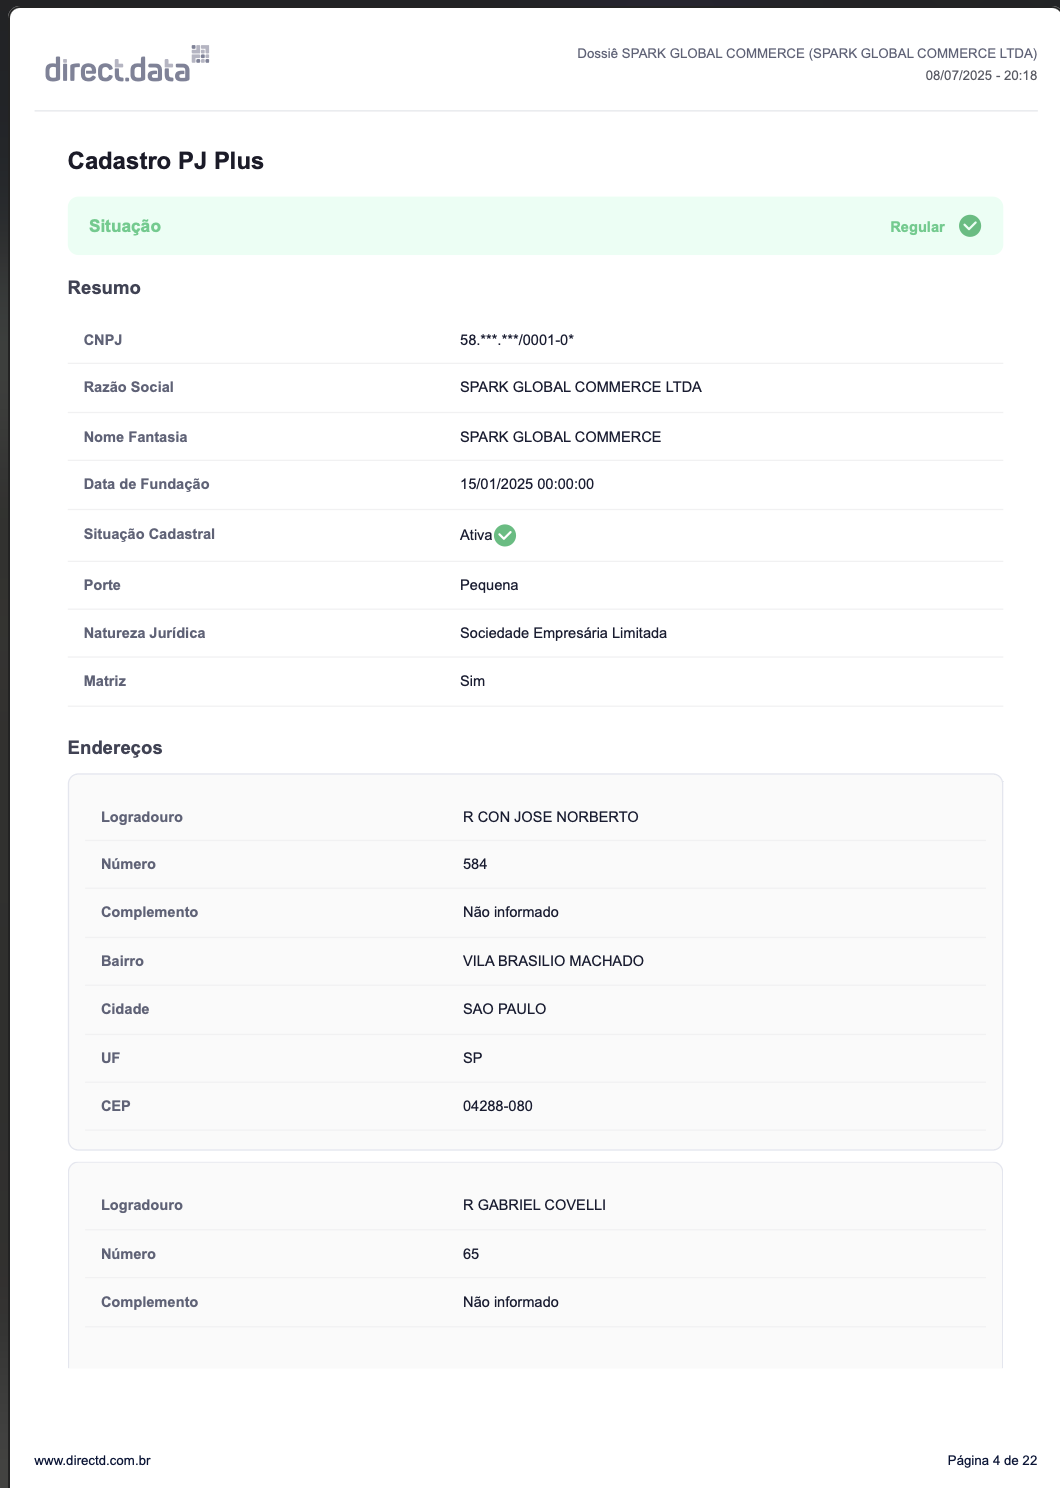 direct.data
Dossiê SPARK GLOBAL COMMERCE (SPARK GLOBAL COMMERCE LTDA)
08/07/2025 - 20:18
Cadastro PJ Plus
Situação Regular
Resumo
CNPJ 58.***.***/0001-0*
Razão Social SPARK GLOBAL COMMERCE LTDA
Nome Fantasia SPARK GLOBAL COMMERCE
Data de Fundação 15/01/2025 00:00:00
Situação Cadastral Ativa
Porte Pequena
Natureza Jurídica Sociedade Empresária Limitada
Matriz Sim
Endereços
Logradouro R CON JOSE NORBERTO
Número 584
Complemento Não informado
Bairro VILA BRASILIO MACHADO
Cidade SAO PAULO
UF SP
CEP 04288-080
Logradouro R GABRIEL COVELLI
Número 65
Complemento Não informado
www.directd.com.br Página 4 de 22